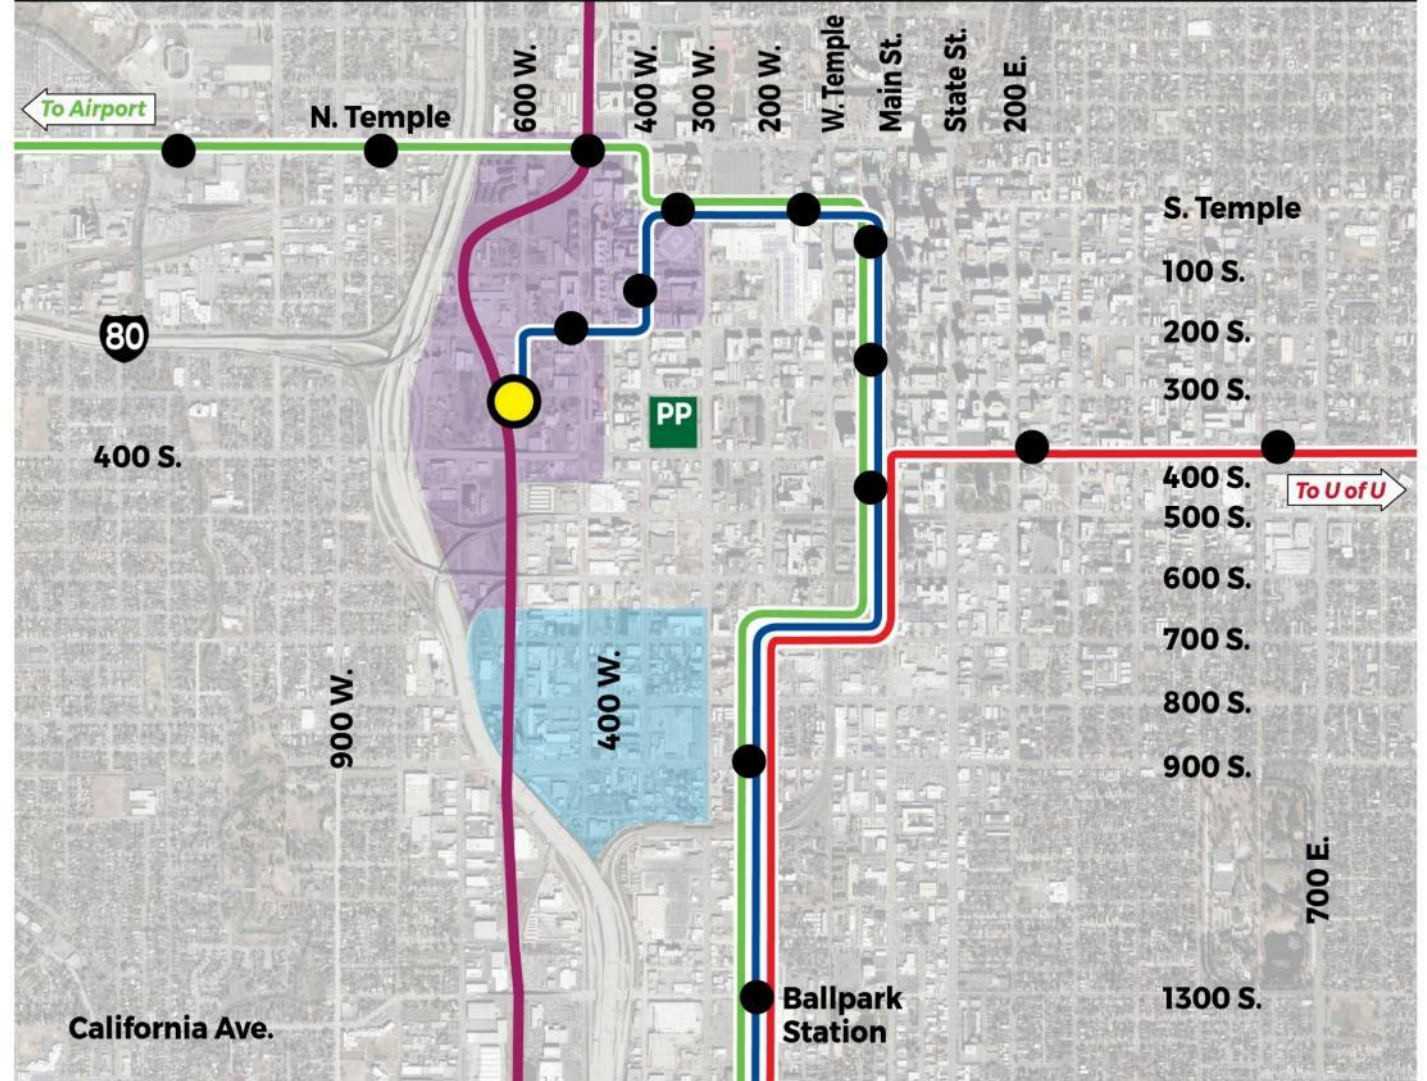 600 W.
400 W.
300 W.
200 W.
W. Temple
Main St.
State St.
200 E.
To Airport
N. Temple
S. Temple
100 S.
80
200 S.
300 S.
PP
400 S.
400 S.
To U of U
500 S.
600 S.
700 S.
400 W.
900 W.
800 S.
900 S.
700 E.
Ballpark
Station
1300 S.
California Ave.